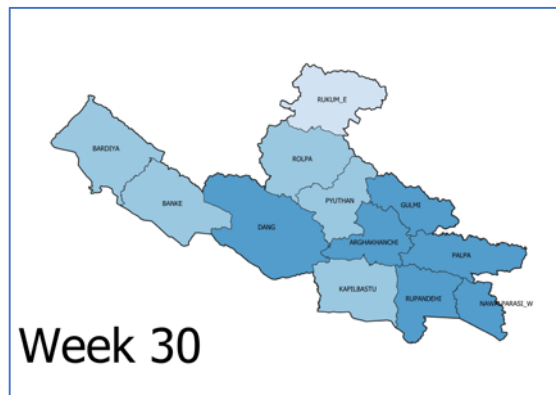 RUKUM_E
BARDIYA
ROLPA
BANKE
PYUTHAN
GULMI
DANG
ARGHAKHANCHI
PALPA
KAPILBASTU
RUPANDEHI
NAWALPARASI_W
Week 30